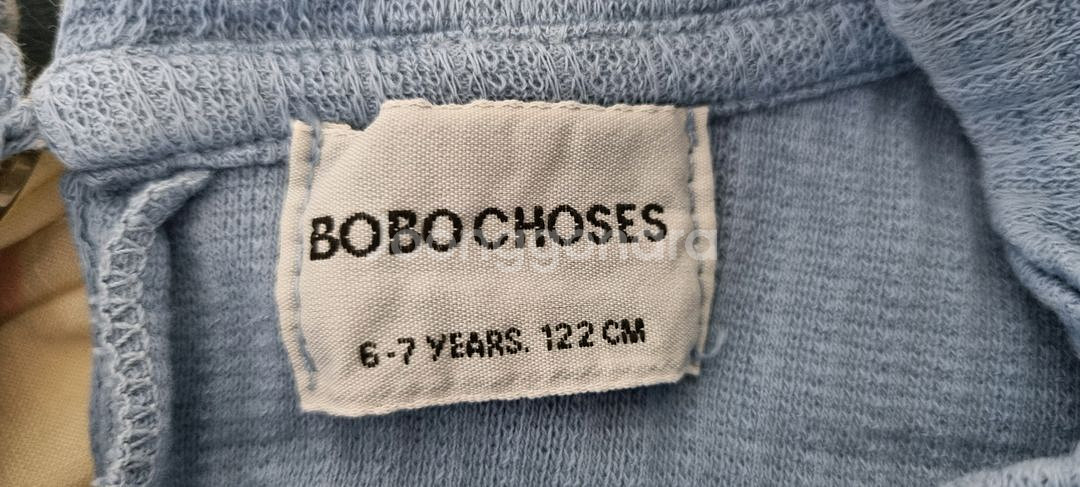 BOBO CHOSES
6-7 YEARS. 122 CM